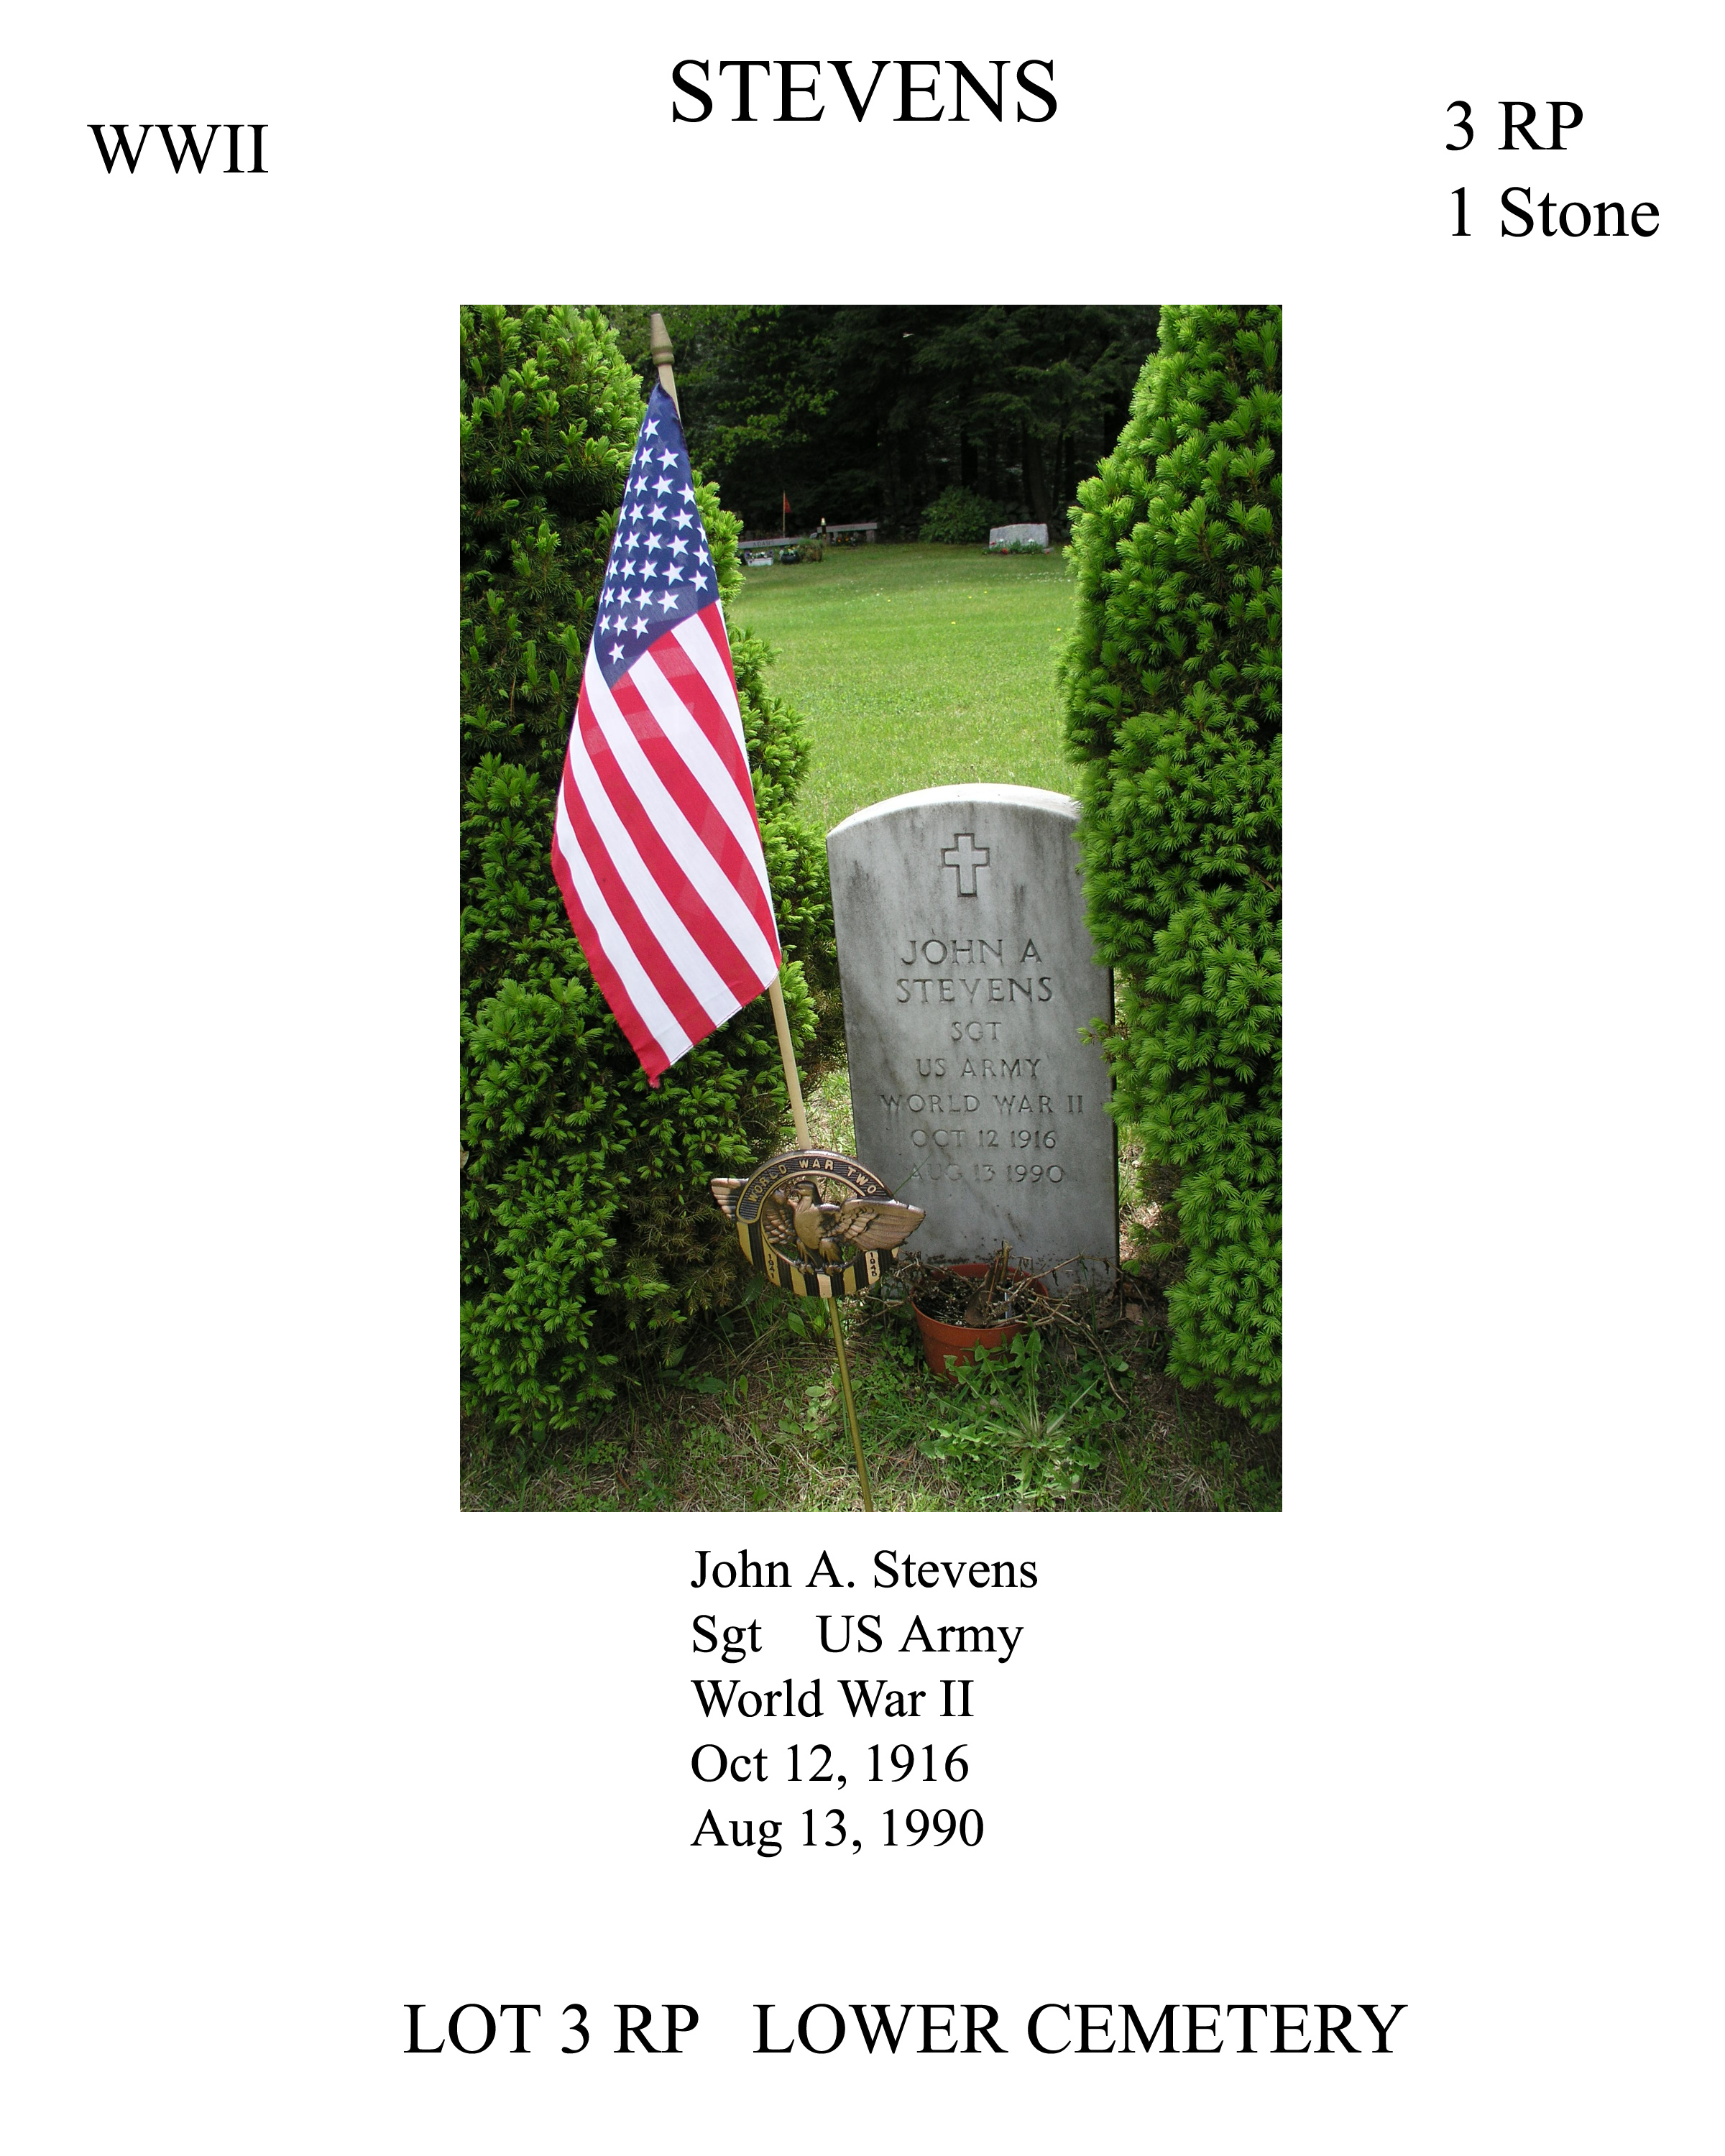 STEVENS
WWII
3 RP
1 Stone
JOHN A
STEVENS
SGT
US ARMY
WORLD WAR II
OCT 12 1916
AUG 13 1990
WORLD WAR TWO
1941
1945
John A. Stevens
Sgt US Army
World War II
Oct 12, 1916
Aug 13, 1990
LOT 3 RP LOWER CEMETERY